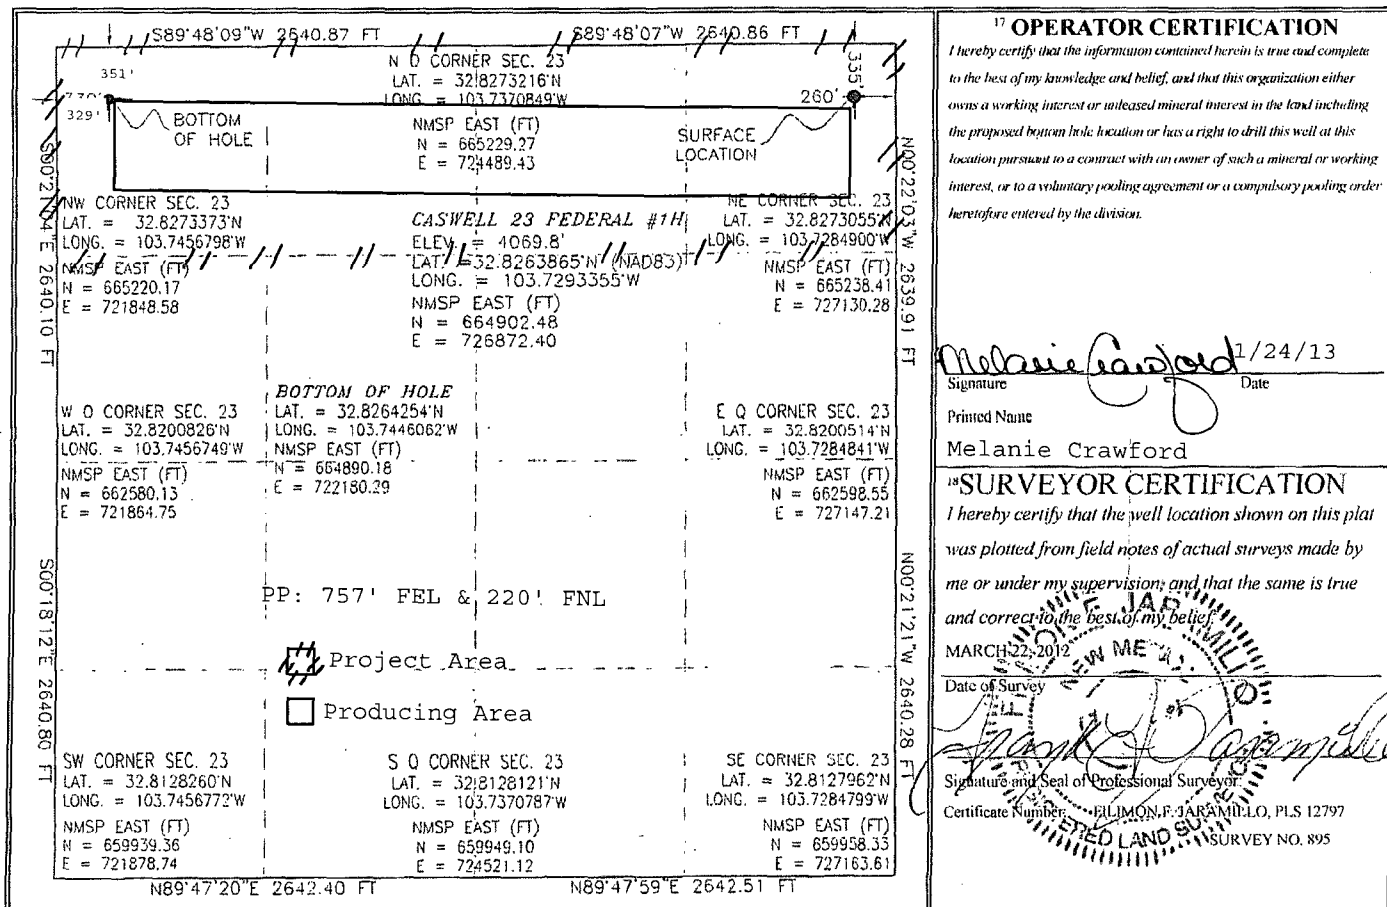 S89°48'09"W 2640.87 FT
S89°48'07"W 2640.86 FT
351'
335'
329'
260'
BOTTOM
OF HOLE
SURFACE
LOCATION
N Q CORNER SEC. 23
LAT. = 32.8273216°N
LONG. = 103.7370849°W
NMSP EAST (FT)
N = 665229.27
E = 724489.43
NW CORNER SEC. 23
LAT. = 32.8273373°N
LONG. = 103.7456798°W
NMSP EAST (FT)
N = 665220.17
E = 721848.58
CASWELL 23 FEDERAL #1H
ELEV. = 4069.8'
LAT. = 32.8263865°N (NAD83)
LONG. = 103.7293355°W
NMSP EAST (FT)
N = 664902.48
E = 726872.40
NE CORNER SEC. 23
LAT. = 32.8273055°N
LONG. = 103.7284900°W
NMSP EAST (FT)
N = 665238.41
E = 727130.28
E 2640.10 FT
N00°22'03"W 2639.91 FT
BOTTOM OF HOLE
LAT. = 32.8264254°N
LONG. = 103.7446062°W
NMSP EAST (FT)
N = 664890.18
E = 722180.29
W Q CORNER SEC. 23
LAT. = 32.8200826°N
LONG. = 103.7456749°W
NMSP EAST (FT)
N = 662580.13
E = 721864.75
E Q CORNER SEC. 23
LAT. = 32.8200514°N
LONG. = 103.7284841°W
NMSP EAST (FT)
N = 662598.55
E = 727147.21
S00°18'12"E 2640.80 FT
N00°21'21"W 2640.28 FT
PP: 757' FEL & 220' FNL
Project Area
Producing Area
SW CORNER SEC. 23
LAT. = 32.8128260°N
LONG. = 103.7456772°W
NMSP EAST (FT)
N = 659939.36
E = 721878.74
S Q CORNER SEC. 23
LAT. = 32.8128121°N
LONG. = 103.7370787°W
NMSP EAST (FT)
N = 659949.10
E = 724521.12
SE CORNER SEC. 23
LAT. = 32.8127962°N
LONG. = 103.7284799°W
NMSP EAST (FT)
N = 659958.33
E = 727163.61
N89°47'20"E 2642.40 FT
N89°47'59"E 2642.51 FT
17 OPERATOR CERTIFICATION
I hereby certify that the information contained herein is true and complete
to the best of my knowledge and belief, and that this organization either
owns a working interest or unleased mineral interest in the land including
the proposed bottom hole location or has a right to drill this well at this
location pursuant to a contract with an owner of such a mineral or working
interest, or to a voluntary pooling agreement or a compulsory pooling order
heretofore entered by the division.
Melanie Crawford 1/24/13
Signature Date
Printed Name
Melanie Crawford
18 SURVEYOR CERTIFICATION
I hereby certify that the well location shown on this plat
was plotted from field notes of actual surveys made by
me or under my supervision, and that the same is true
and correct to the best of my belief.
MARCH 22, 2012
Date of Survey
Signature and Seal of Professional Surveyor:
Certificate Number: FILIMON F. JARAMILLO, PLS 12797
SURVEY NO. 895